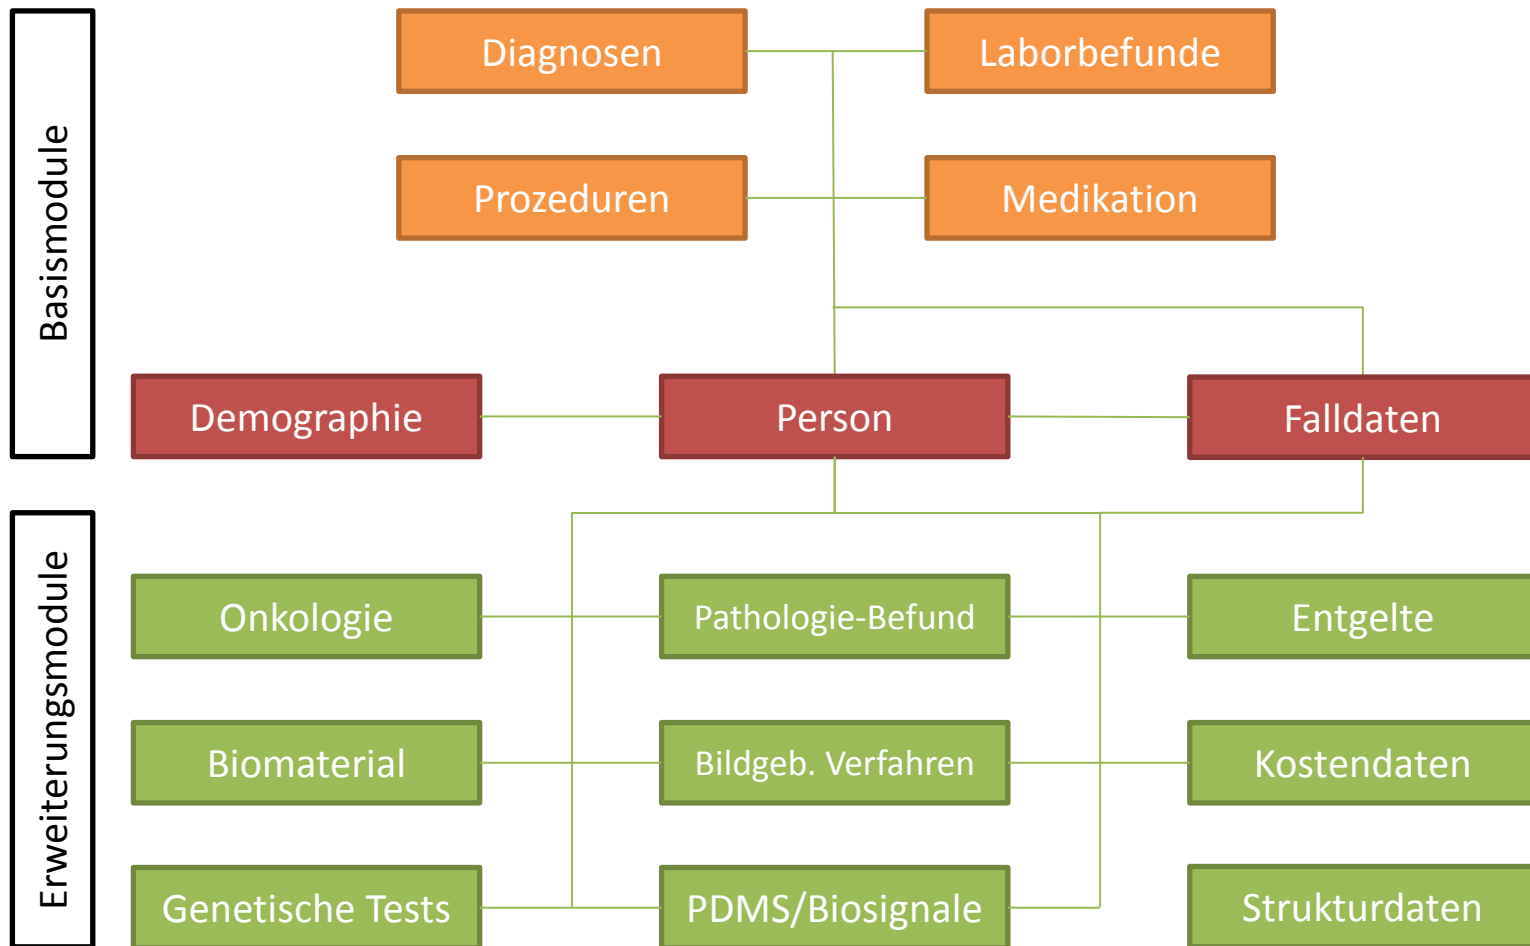 Basismodule
Diagnosen
Laborbefunde
Prozeduren
Medikation
Demographie
Person
Falldaten
Erweiterungsmodule
Onkologie
Pathologie-Befund
Entgelte
Biomaterial
Bildgeb. Verfahren
Kostendaten
Genetische Tests
PDMS/Biosignale
Strukturdaten